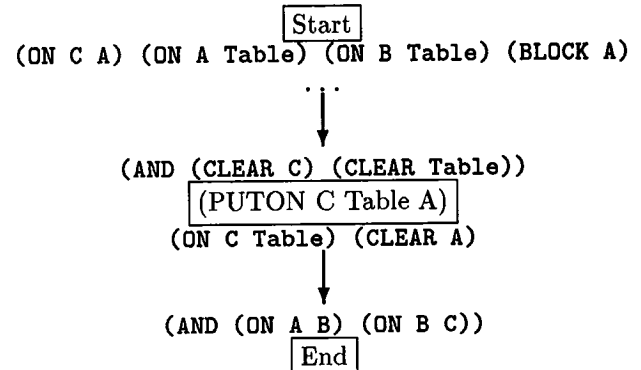 Start
(ON C A) (ON A Table) (ON B Table) (BLOCK A)
...
(AND (CLEAR C) (CLEAR Table))
(PUTON C Table A)
(ON C Table) (CLEAR A)
(AND (ON A B) (ON B C))
End